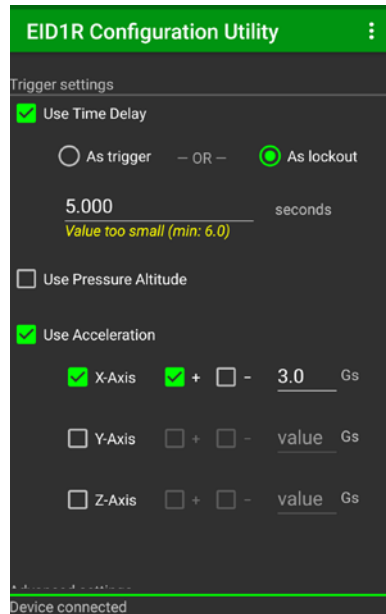 EID1R Configuration Utility
Trigger settings
Use Time Delay
As trigger – OR – As lockout
5.000 seconds
Value too small (min: 6.0)
Use Pressure Altitude
Use Acceleration
X-Axis + - 3.0 Gs
Y-Axis + - value Gs
Z-Axis + - value Gs
Advanced settings
Device connected